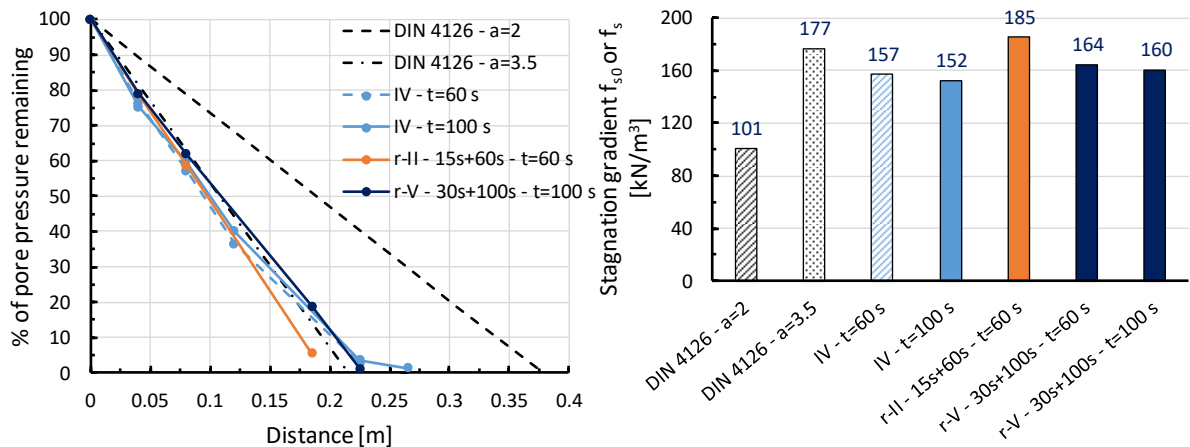 100
90
80
70
60
50
40
30
20
10
0
% of pore pressure remaining
0
0.05
0.1
0.15
0.2
0.25
0.3
0.35
0.4
Distance [m]
DIN 4126 - a=2
DIN 4126 - a=3.5
IV - t=60 s
IV - t=100 s
r-II - 15s+60s - t=60 s
r-V - 30s+100s - t=100 s
Stagnation gradient fs0 or fs
[kN/m³]
200
160
120
80
40
0
101
177
157
152
185
164
160
DIN 4126 - a=2
DIN 4126 - a=3.5
IV - t=60 s
IV - t=100 s
r-II - 15s+60s - t=60 s
r-V - 30s+100s - t=60 s
r-V - 30s+100s - t=100 s